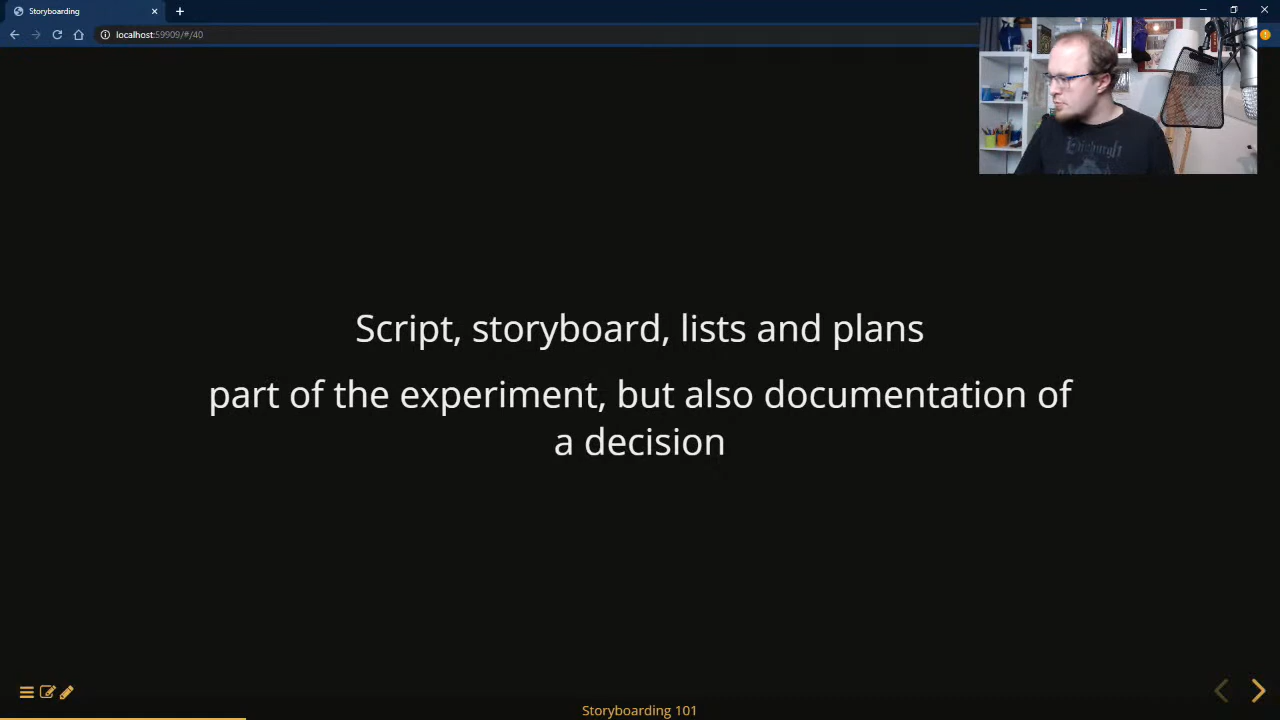 Storyboarding
localhost:59909/#/40
Edinburgh
Script, storyboard, lists and plans
part of the experiment, but also documentation of
a decision
Storyboarding 101